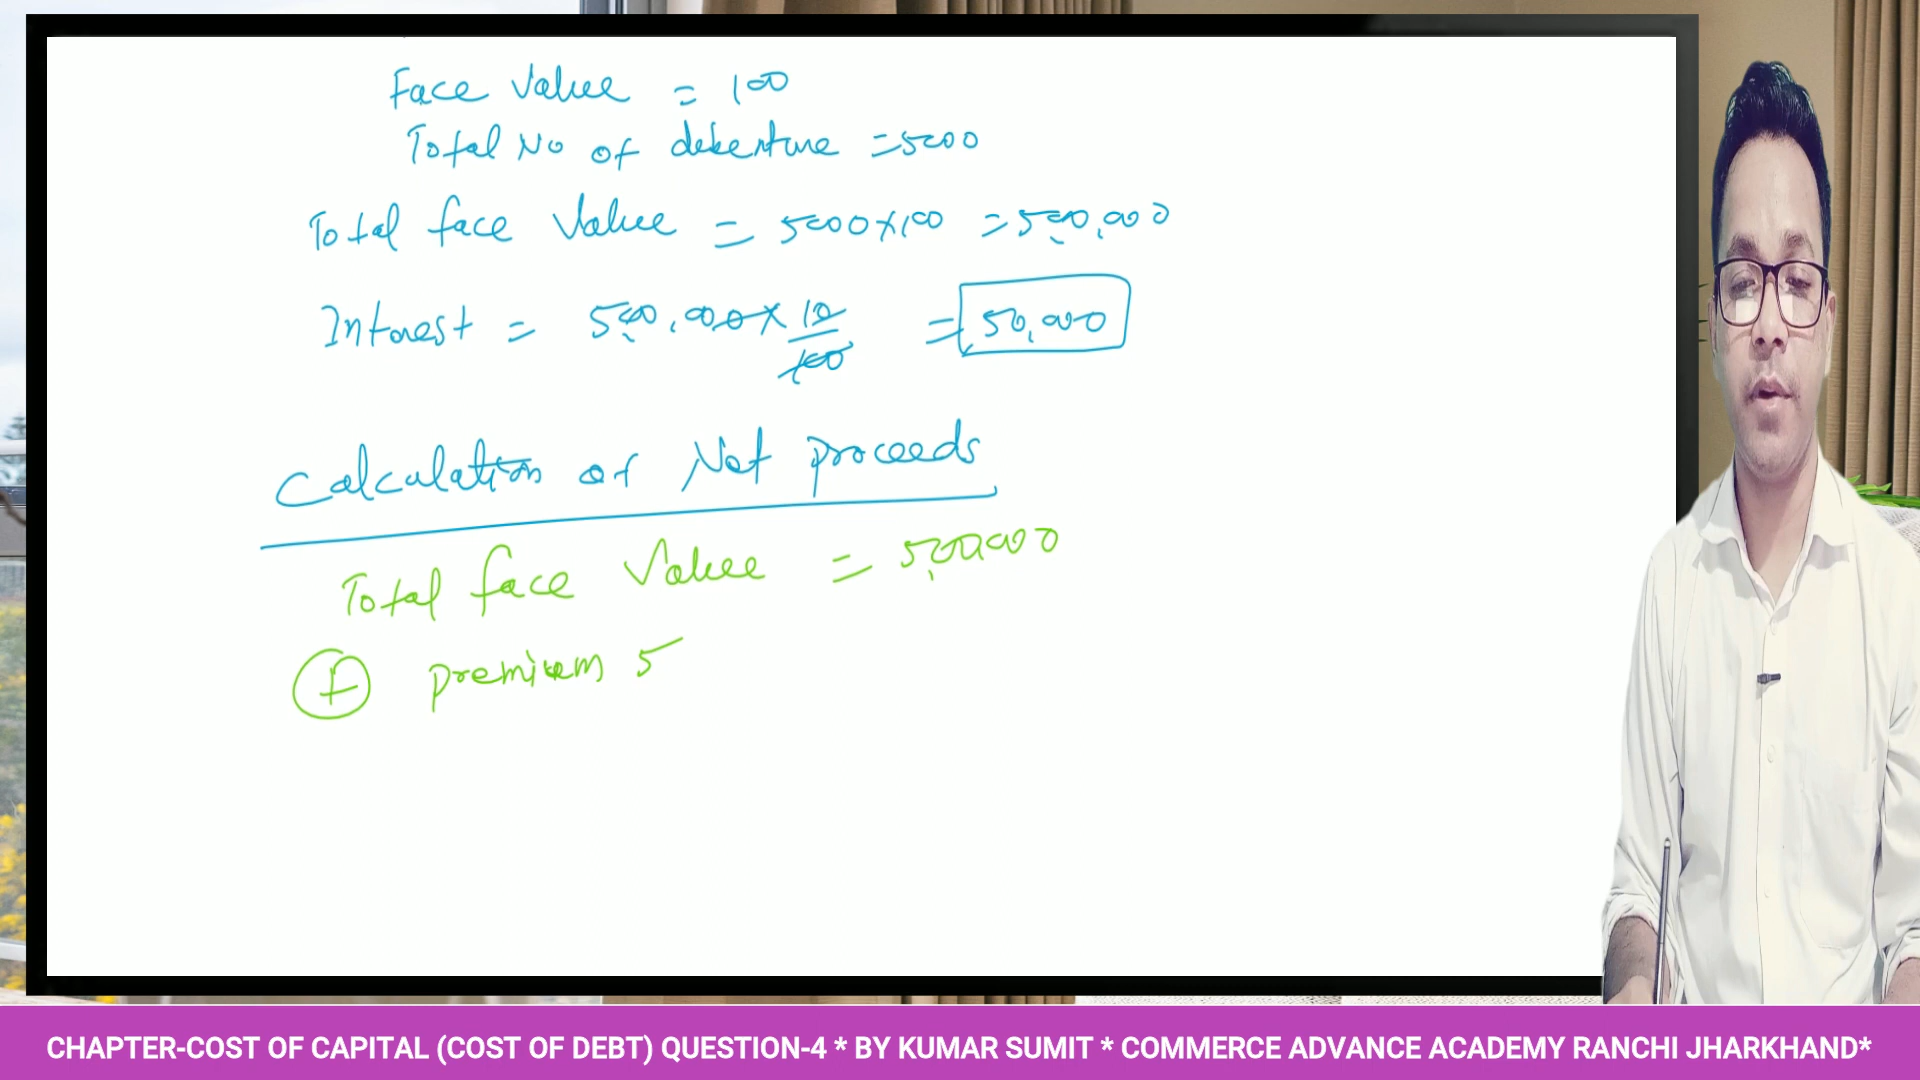 Face Value = 100
Total No of debenture = 5000
Total face Value = 5000 x 100 = 500,000
Interest = 500,000 x 10/100 = 50,000
Calculation of Net proceeds
Total face Value = 500,000
+ premium 5
CHAPTER-COST OF CAPITAL (COST OF DEBT) QUESTION-4 * BY KUMAR SUMIT * COMMERCE ADVANCE ACADEMY RANCHI JHARKHAND*